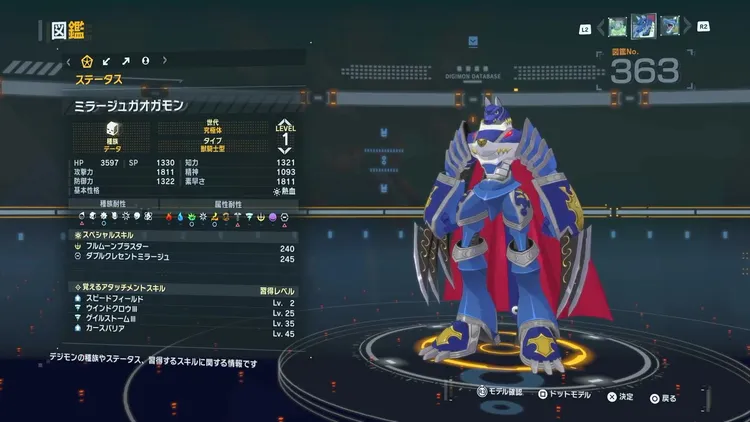 図鑑
L2
R2
図鑑No.
363
DIGIMON DATABASE
ステータス
ミラージュガオガモン
種族
データ
世代
究極体
タイプ
獣騎士型
LEVEL
1
HP 3597 SP 1330 知力 1321
攻撃力 1811 精神 1093
防御力 1322 素早さ 1811
基本性格 熱血
種族耐性 属性耐性
スペシャルスキル
フルムーンブラスター 240
ダブルクレセントミラージュ 245
覚えるアタッチメントスキル 習得レベル
スピードフィールド Lv. 2
ウインドクロウⅢ Lv. 25
ゲイルストームⅢ Lv. 35
カースバリア Lv. 45
デジモンの種族やステータス、習得するスキルに関する情報です
R3 モデル確認 ドットモデル 決定 戻る